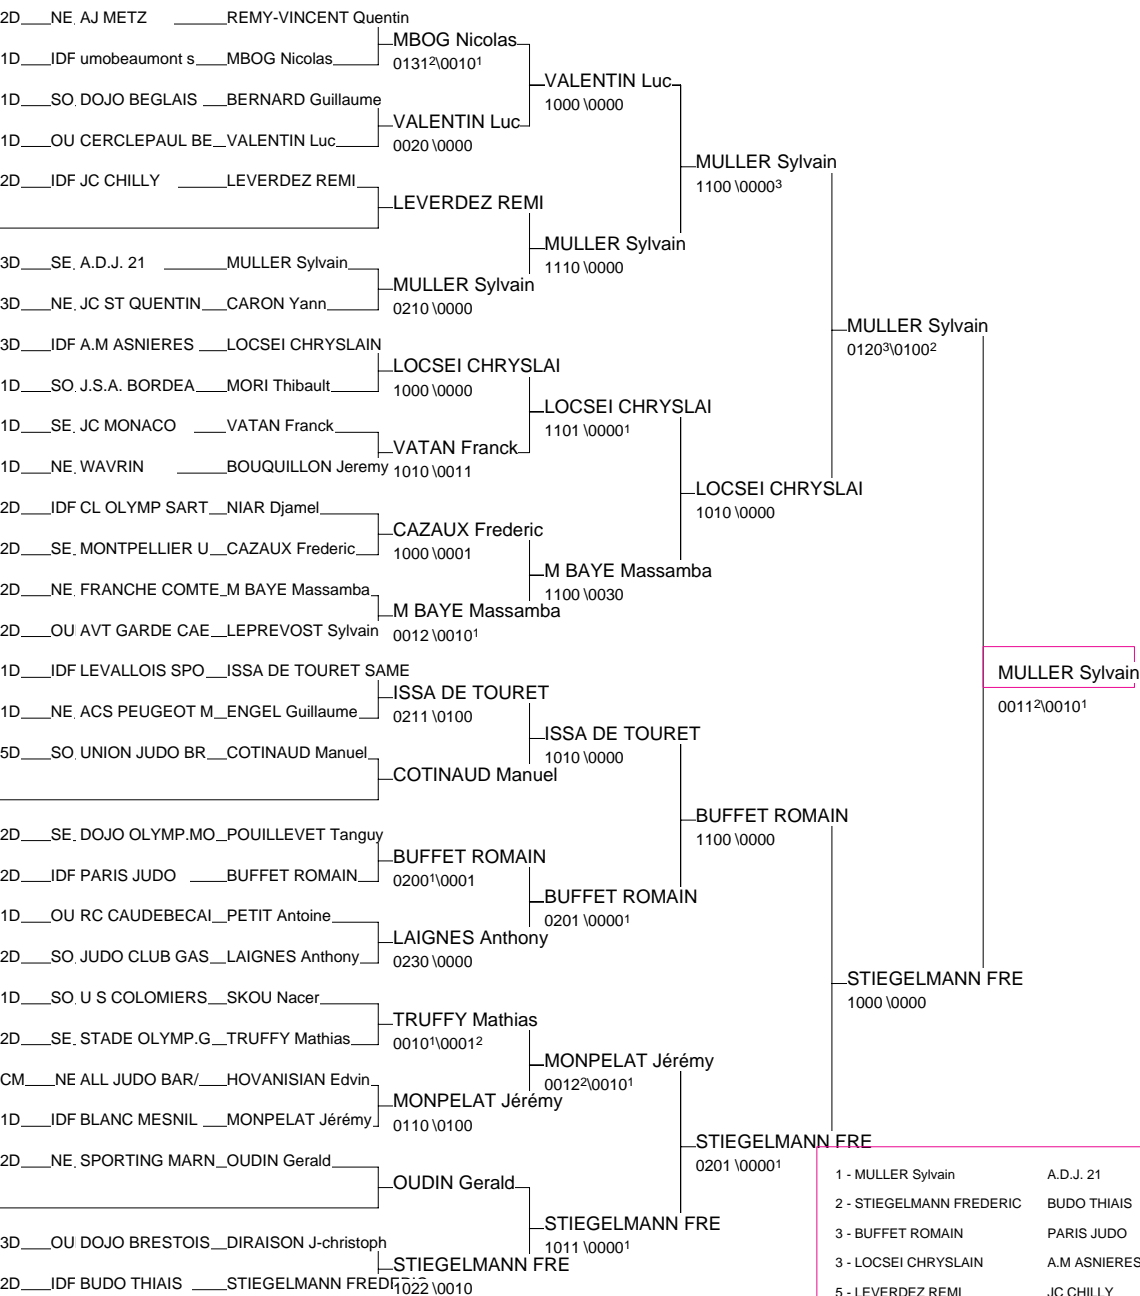 2D NE AJ METZ REMY-VINCENT Quentin
MBOG Nicolas
1D IDF umobeaumont s MBOG Nicolas
0131²\0010¹
VALENTIN Luc
1000 \0000
1D SO DOJO BEGLAIS BERNARD Guillaume
VALENTIN Luc
1D OU CERCLEPAUL BE VALENTIN Luc
0020 \0000
MULLER Sylvain
1100 \0000³
2D IDF JC CHILLY LEVERDEZ REMI
LEVERDEZ REMI
MULLER Sylvain
1110 \0000
3D SE A.D.J. 21 MULLER Sylvain
MULLER Sylvain
3D NE JC ST QUENTIN CARON Yann
0210 \0000
MULLER Sylvain
0120³\0100²
3D IDF A.M ASNIERES LOCSEI CHRYSLAIN
LOCSEI CHRYSLAI
1D SO J.S.A. BORDEA MORI Thibault
1000 \0000
LOCSEI CHRYSLAI
1101 \0000¹
1D SE JC MONACO VATAN Franck
VATAN Franck
1D NE WAVRIN BOUQUILLON Jeremy
1010 \0011
LOCSEI CHRYSLAI
1010 \0000
2D IDF CL OLYMP SART NIAR Djamel
CAZAUX Frederic
2D SE MONTPELLIER U CAZAUX Frederic
1000 \0001
M BAYE Massamba
1100 \0030
2D NE FRANCHE COMTE M BAYE Massamba
M BAYE Massamba
2D OU AVT GARDE CAE LEPREVOST Sylvain
0012 \0010¹
MULLER Sylvain
0011²\0010¹
1D IDF LEVALLOIS SPO ISSA DE TOURET SAME
ISSA DE TOURET
1D NE ACS PEUGEOT M ENGEL Guillaume
0211 \0100
ISSA DE TOURET
1010 \0000
5D SO UNION JUDO BR COTINAUD Manuel
COTINAUD Manuel
BUFFET ROMAIN
1100 \0000
2D SE DOJO OLYMP.MO POUILLEVET Tanguy
BUFFET ROMAIN
2D IDF PARIS JUDO BUFFET ROMAIN
0200¹\0001
BUFFET ROMAIN
0201 \0000¹
1D OU RC CAUDEBECAI PETIT Antoine
LAIGNES Anthony
2D SO JUDO CLUB GAS LAIGNES Anthony
0230 \0000
STIEGELMANN FRE
1000 \0000
1D SO U S COLOMIERS SKOU Nacer
TRUFFY Mathias
2D SE STADE OLYMP.G TRUFFY Mathias
0010¹\0001²
MONPELAT Jérémy
0012²\0010¹
CM NE ALL JUDO BAR/ HOVANISIAN Edvin
MONPELAT Jérémy
1D IDF BLANC MESNIL MONPELAT Jérémy
0110 \0100
STIEGELMANN FRE
0201 \0000¹
2D NE SPORTING MARN OUDIN Gerald
OUDIN Gerald
STIEGELMANN FRE
1011 \0000¹
3D OU DOJO BRESTOIS DIRAISON J-christoph
STIEGELMANN FRE
2D IDF BUDO THIAIS STIEGELMANN FREDERIC
1022 \0010
1 - MULLER Sylvain A.D.J. 21
2 - STIEGELMANN FREDERIC BUDO THIAIS
3 - BUFFET ROMAIN PARIS JUDO
3 - LOCSEI CHRYSLAIN A.M ASNIERES
5 - LEVERDEZ REMI JC CHILLY